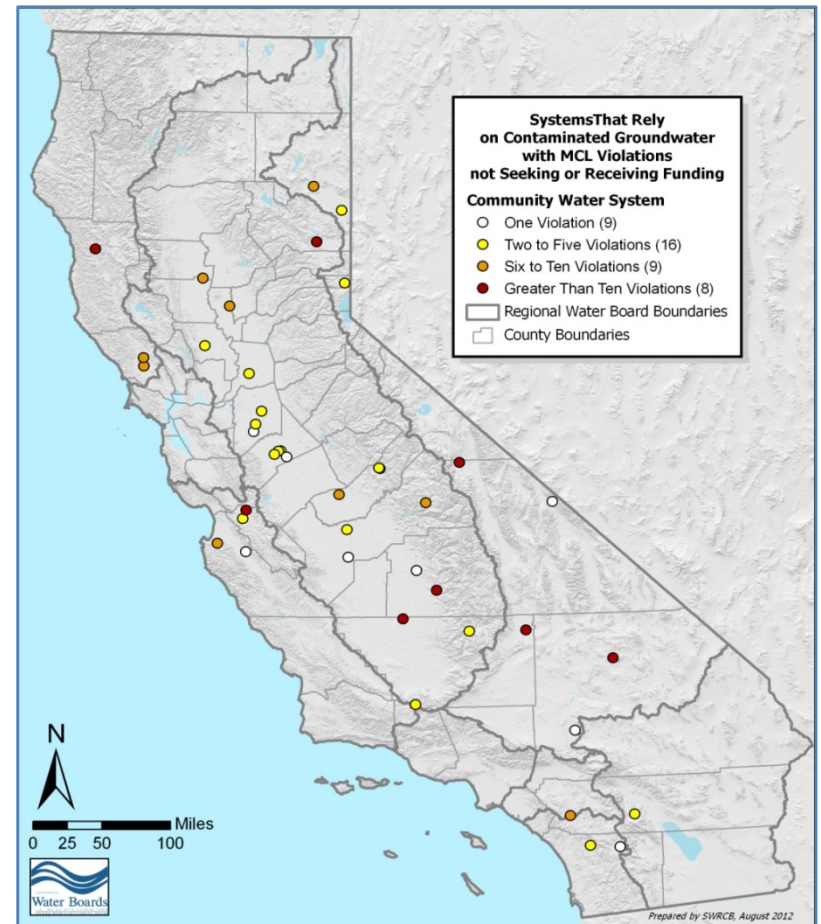 SystemsThat Rely
on Contaminated Groundwater
with MCL Violations
not Seeking or Receiving Funding
Community Water System
One Violation (9)
Two to Five Violations (16)
Six to Ten Violations (9)
Greater Than Ten Violations (8)
Regional Water Board Boundaries
County Boundaries
N
Miles
0 25 50 100
Water Boards
Prepared by SWRCB, August 2012